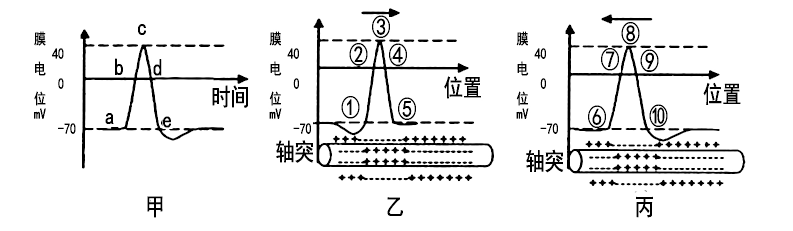 膜电位 mV
40
0
-70
a
b
c
d
e
时间
甲
膜电位 mV
40
0
-70
①
②
③
④
⑤
位置
轴突
+++ ‥‥‥ +++++++
‥‥ +++++ ‥‥‥‥
‥‥ +++++ ‥‥‥‥
+++ ‥‥‥ +++++++
乙
膜电位 mV
40
0
-70
⑥
⑦
⑧
⑨
⑩
位置
轴突
+++ ‥‥‥ +++++++
‥‥ +++++ ‥‥‥‥
‥‥ +++++ ‥‥‥‥
+++ ‥‥‥ +++++++
丙